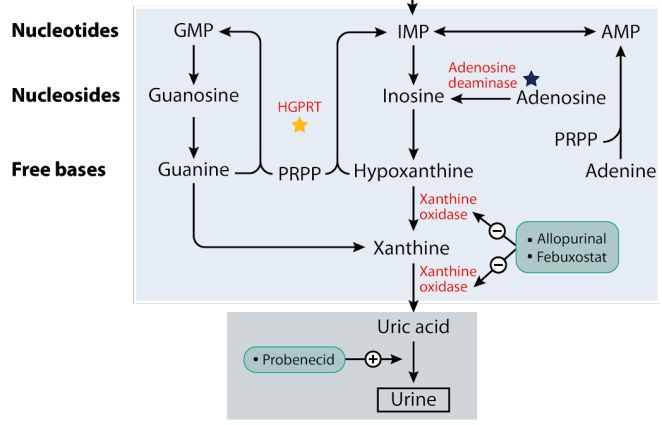 Nucleotides GMP IMP AMP
Adenosine
deaminase
Nucleosides Guanosine Inosine Adenosine
HGPRT
PRPP
Free bases Guanine PRPP Hypoxanthine Adenine
Xanthine
oxidase
• Allopurinal
• Febuxostat
Xanthine
Xanthine
oxidase
Uric acid
• Probenecid
Urine